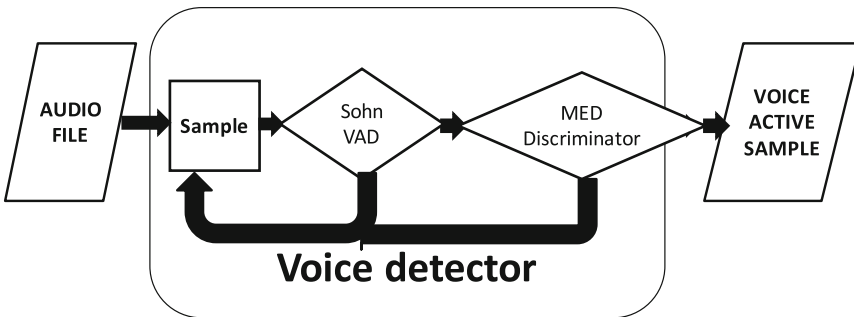 AUDIO
FILE
Sample
Sohn
VAD
MED
Discriminator
VOICE
ACTIVE
SAMPLE
Voice detector